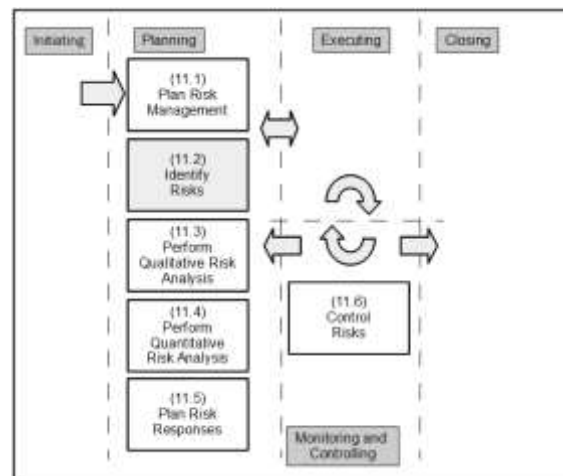 Initiating
Planning
Executing
Closing
(11.1)
Plan Risk
Management
(11.2)
Identify
Risks
(11.3)
Perform
Qualitative Risk
Analysis
(11.4)
Perform
Quantitative
Risk Analysis
(11.5)
Plan Risk
Responses
(11.6)
Control
Risks
Monitoring and
Controlling